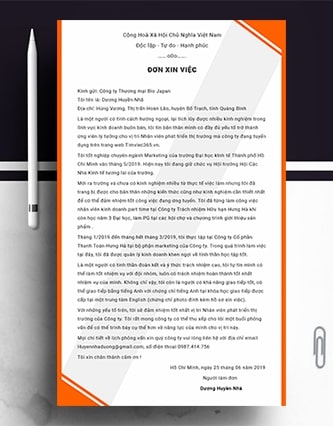 Cộng Hoà Xã Hội Chủ Nghĩa Việt Nam
Độc lập - Tự do - Hạnh phúc
......oOo......
ĐƠN XIN VIỆC
Kính gửi: Công ty Thương mại Bio Japan
Tôi tên là: Dương Huyền Nhã
Địa chỉ: Hùng Vương, Thị trấn Hoàn Lão, huyện Bố Trạch, tỉnh Quảng Bình
Là một người có tính cách hướng ngoại, lại tích lũy được nhiều kinh nghiệm trong
lĩnh vực kinh doanh buôn bán, tôi tin bản thân mình có đầy đủ yếu tố để trở thành
ứng viên lý tưởng cho vị trí Nhân viên phát triển thị trường mà công ty đang tuyển
dụng trên trang web Timviec365.vn.
Tôi tốt nghiệp chuyên ngành Marketing của trường Đại học kinh tế Thành phố Hồ
Chí Minh vào tháng 5/2019. Hiện nay tôi đang giữ chức vụ Hội trưởng Hội Các
Nhà Kinh tế tương lai của trường.
Mới ra trường và chưa có kinh nghiệm nhiều từ thực tế việc làm nhưng tôi đã
trang bị được cho bản thân những kiến thức cũng như kinh nghiệm cần thiết nhất
để có thể đảm nhiệm tốt công việc đang ứng tuyển. Tôi đã từng làm công việc
nhân viên kinh doanh part time tại Công ty Trách nhiệm Hữu hạn Hưng Hà khi
còn học năm 3 Đại học, làm PG tại các hội chợ và chương trình giới thiệu văn
phẩm .
Tháng 1/2019 đến tháng hết tháng 3/2019, tôi thực tập tại Công ty Cổ phần
Thanh Toàn Hưng Hà tại bộ phận marketing của Công ty. Trong quá trình làm việc
tại đây, tôi đã được quản lý kinh doanh khen ngợi về tinh thần học tập tốt.
Là một người có tinh thần đoàn kết và ý thức trách nhiệm cao, tôi tự tin mình có
thể làm tốt nhiệm vụ với đội nhóm, luôn có trách nhiệm hoàn thành tốt nhất
nhiệm vụ của mình. Không chỉ vậy, tôi còn là người có khả năng giao tiếp tốt, có
thể giao tiếp bằng tiếng Anh với chứng chỉ tiếng Anh tại khóa học giao tiếp được
cấp tại một trung tâm English (chứng chỉ photo đính kèm hồ sơ xin việc).
Với những yếu tố trên, tôi sẽ đảm nhiệm tốt nhất vị trí Nhân viên phát triển thị
trường của Công ty. Tôi rất mong công ty có thể thu xếp cho tôi một buổi phỏng
vấn để có thể trình bày cụ thể hơn về năng lực của mình cho vị trí này.
Mọi chi tiết về lịch phỏng vấn xin quý công ty vui lòng liên hệ với địa chỉ email
Huyennhaduong@gmail.com, số điện thoại 0987.414.756
Tôi xin chân thành cảm ơn !
Hồ Chí Minh, ngày 25 tháng 06 năm 2019
Người làm đơn
Dương Huyền Nhã